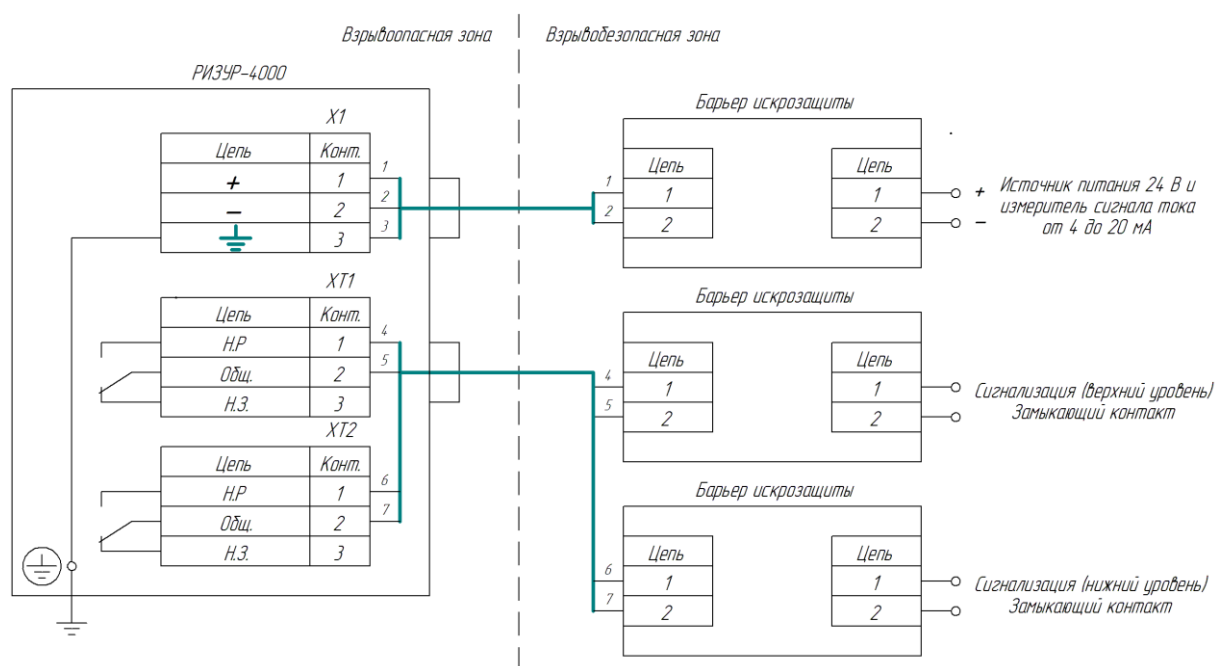 Взрывоопасная зона
Взрывобезопасная зона
РИЗУР-4000
X1
Цепь Конт.
+ 1
− 2
3
1
2
3
XT1
Цепь Конт.
Н.Р 1
Общ. 2
Н.З. 3
4
5
XT2
Цепь Конт.
Н.Р 1
Общ. 2
Н.З. 3
6
7
Барьер искрозащиты
Цепь Цепь
1 1
2 2
1
2
+ Источник питания 24 В и
− измеритель сигнала тока
от 4 до 20 мА
Барьер искрозащиты
Цепь Цепь
1 1
2 2
4
5
Сигнализация (верхний уровень)
Замыкающий контакт
Барьер искрозащиты
Цепь Цепь
1 1
2 2
6
7
Сигнализация (нижний уровень)
Замыкающий контакт